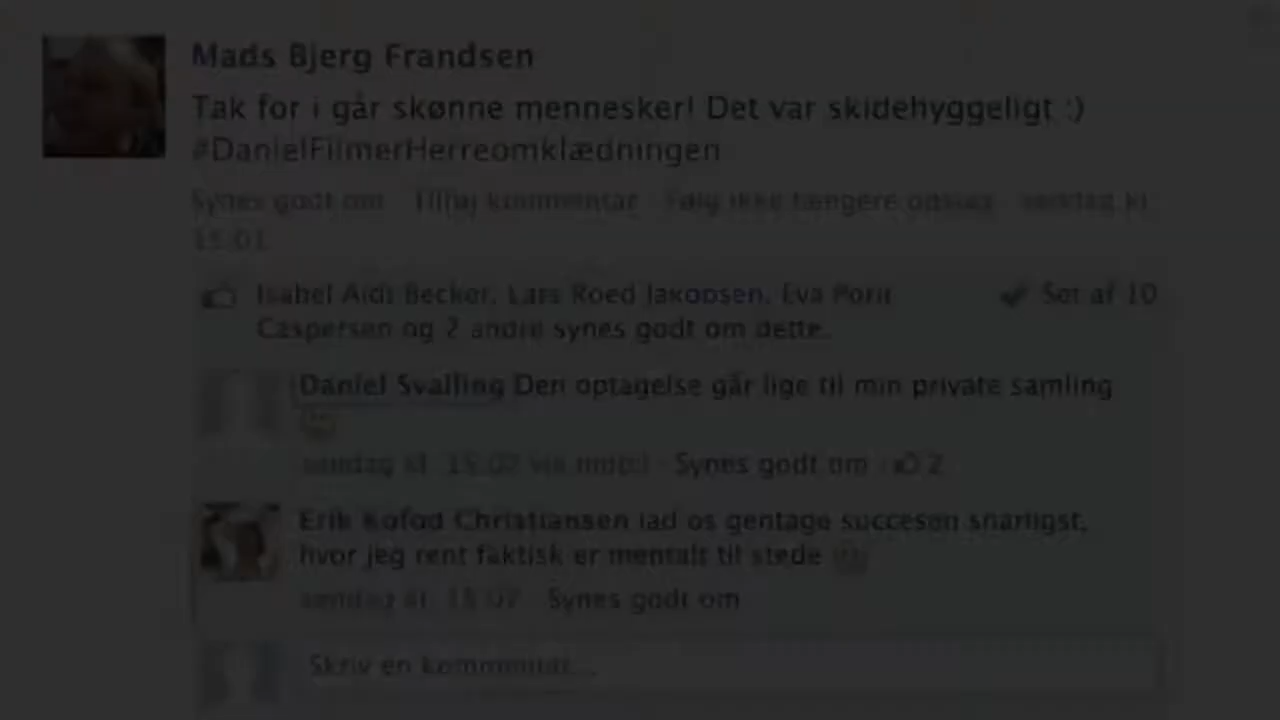 Mads Bjerg Frandsen
Tak for i går skønne mennesker! Det var skidehyggeligt :)
#DanielFilmerHerreomklædningen
Synes godt om · Tilføj kommentar · Følg ikke længere opslag · søndag kl.
15:01
Isabel Aidt Becker, Lars Roed Jakobsen, Eva
Set af 10
Caspersen og 2 andre synes godt om dette.
Daniel Svalling Den optagelse går lige til min private samling
søndag kl. 15:02 via mobil · Synes godt om · 2
Erik Kofod Christiansen lad os gentage succesen snarligst,
hvor jeg rent faktisk er mentalt til stede
søndag kl. 15:07 · Synes godt om
Skriv en kommentar...